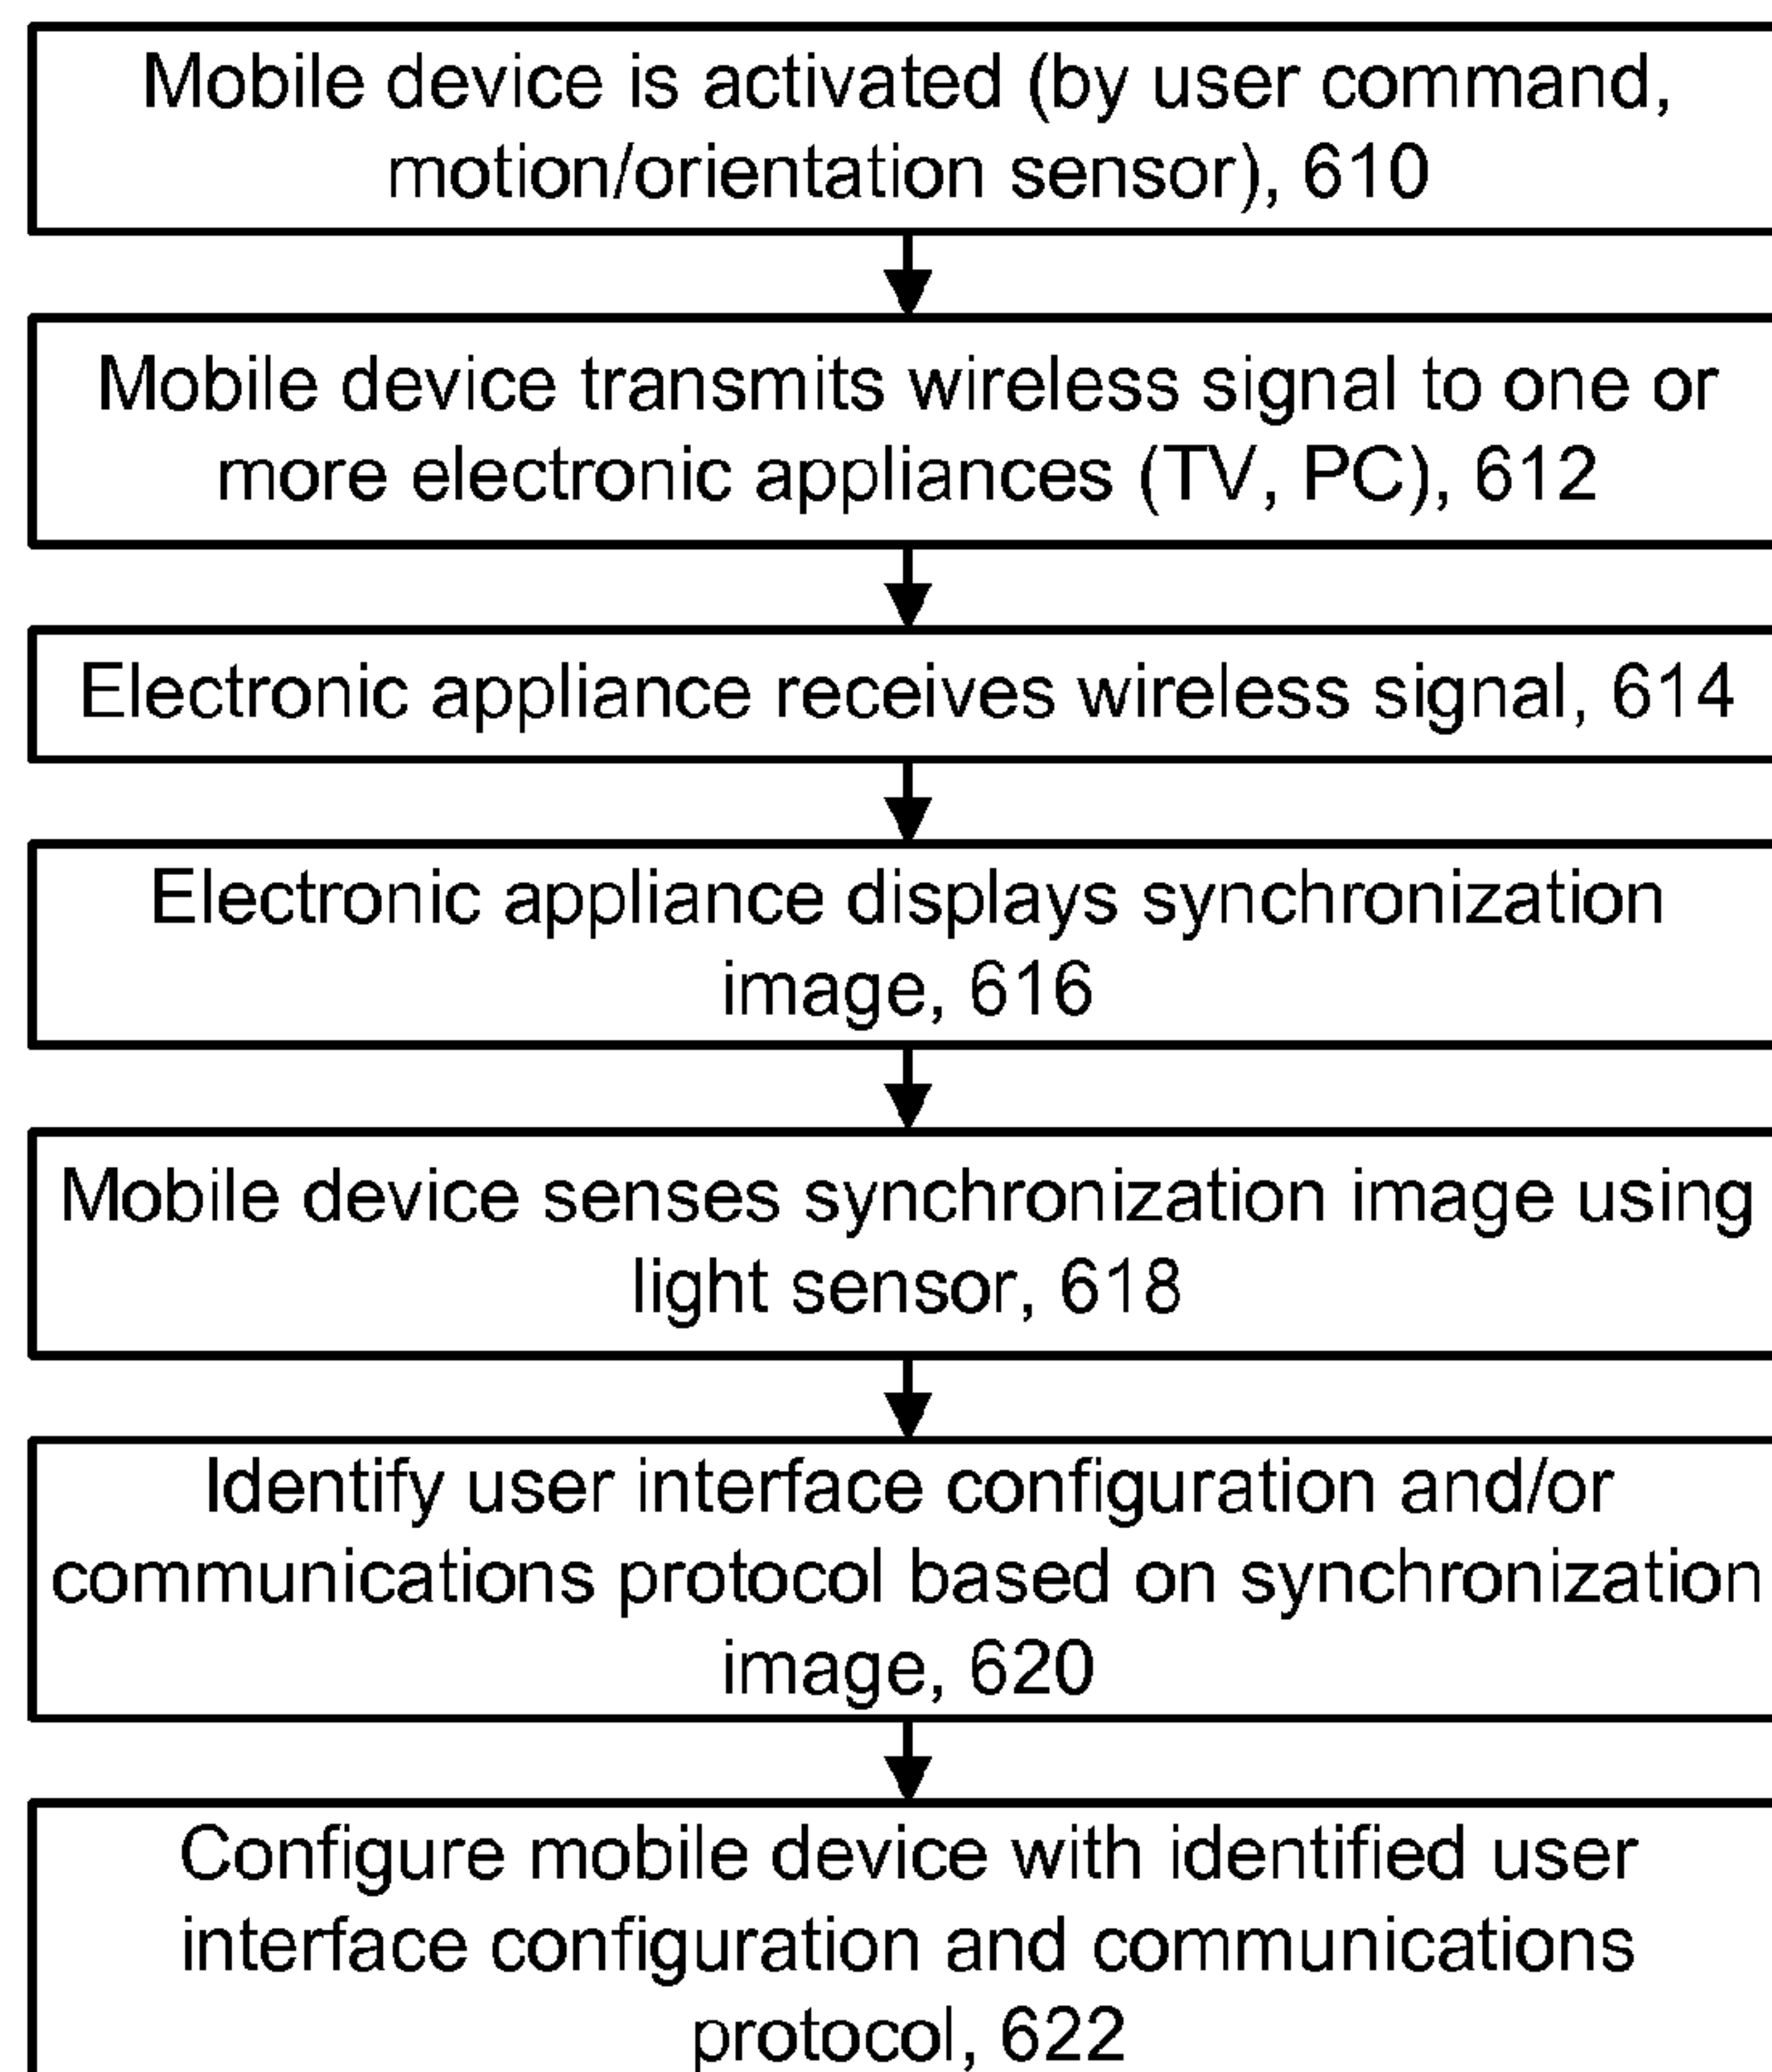 Mobile device is activated (by user command,
motion/orientation sensor), 610
Mobile device transmits wireless signal to one or
more electronic appliances (TV, PC), 612
Electronic appliance receives wireless signal, 614
Electronic appliance displays synchronization
image, 616
Mobile device senses synchronization image using
light sensor, 618
Identify user interface configuration and/or
communications protocol based on synchronization
image, 620
Configure mobile device with identified user
interface configuration and communications
protocol, 622